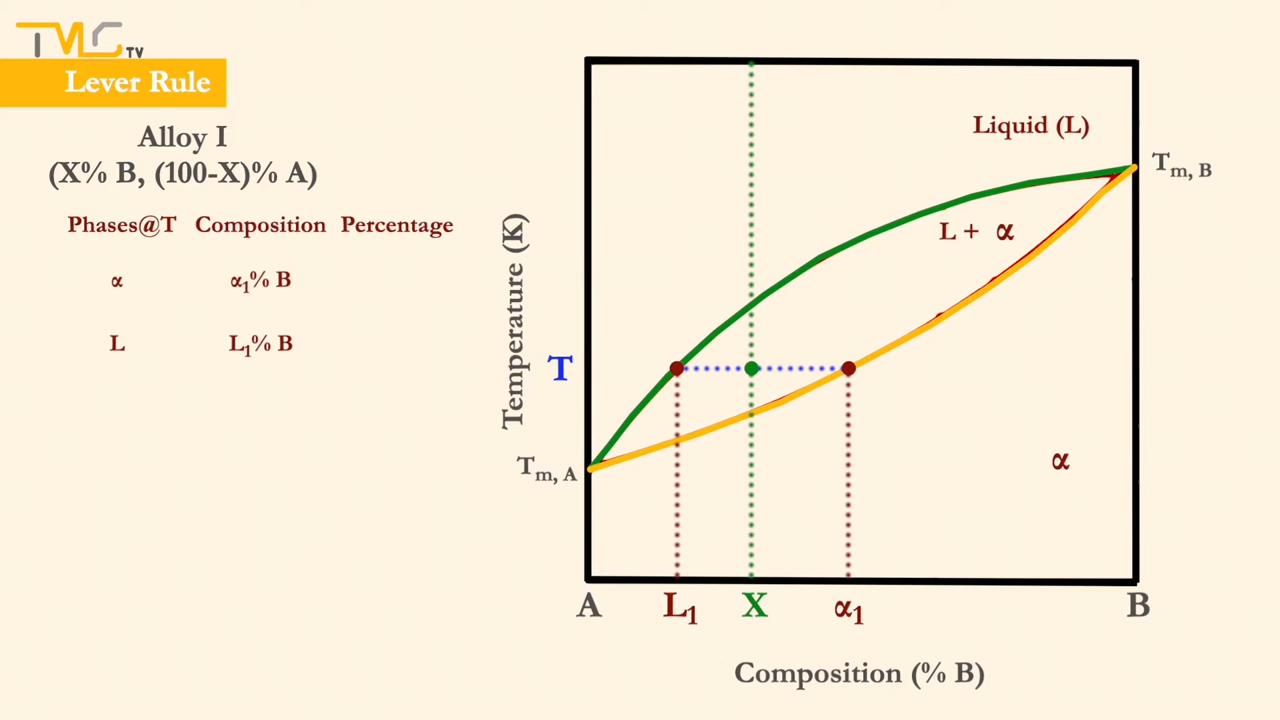 TMC TV
Lever Rule
Alloy I
(X% B, (100-X)% A)
Phases@T Composition Percentage
α α₁% B
L L₁% B
Temperature (K)
Liquid (L)
Tm, B
L + α
T
Tm, A
α
A L₁ X α₁ B
Composition (% B)